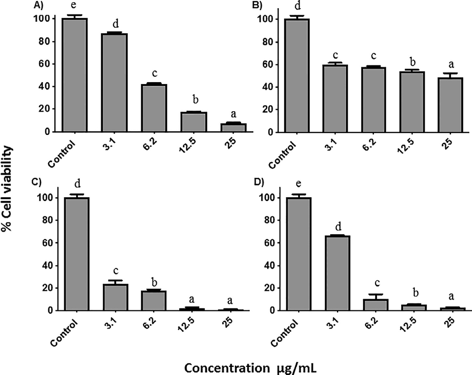 A)
e
d
c
b
a
100
80
60
40
20
0
Control
3.1
6.2
12.5
25
B)
d
c
c
b
a
100
80
60
40
20
0
Control
3.1
6.2
12.5
25
% Cell viability
C)
d
c
b
a
a
100
80
60
40
20
0
Control
3.1
6.2
12.5
25
D)
e
d
c
b
a
100
80
60
40
20
0
Control
3.1
6.2
12.5
25
Concentration µg/mL